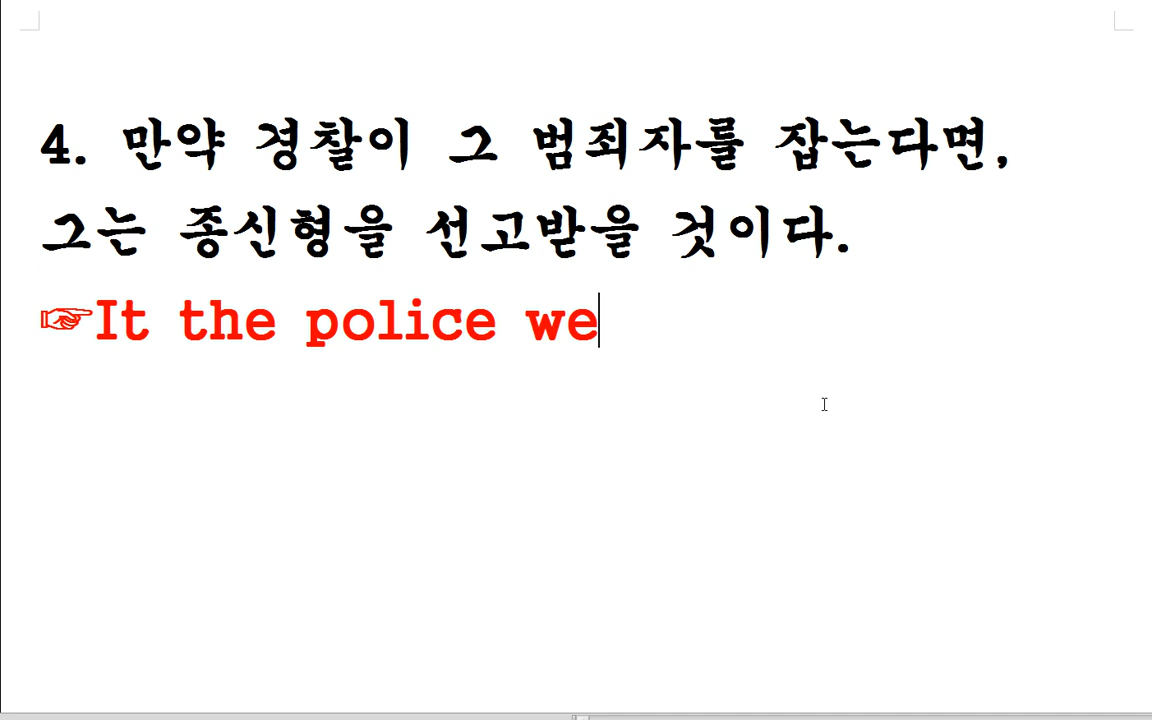 4. 만약 경찰이 그 범죄자를 잡는다면,
그는 종신형을 선고받을 것이다.
☞It the police we